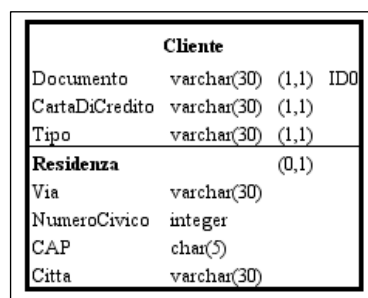 Cliente
Documento varchar(30) (1,1) ID0
CartaDiCredito varchar(30) (1,1)
Tipo varchar(30) (1,1)
Residenza (0,1)
Via varchar(30)
NumeroCivico integer
CAP char(5)
Citta varchar(30)